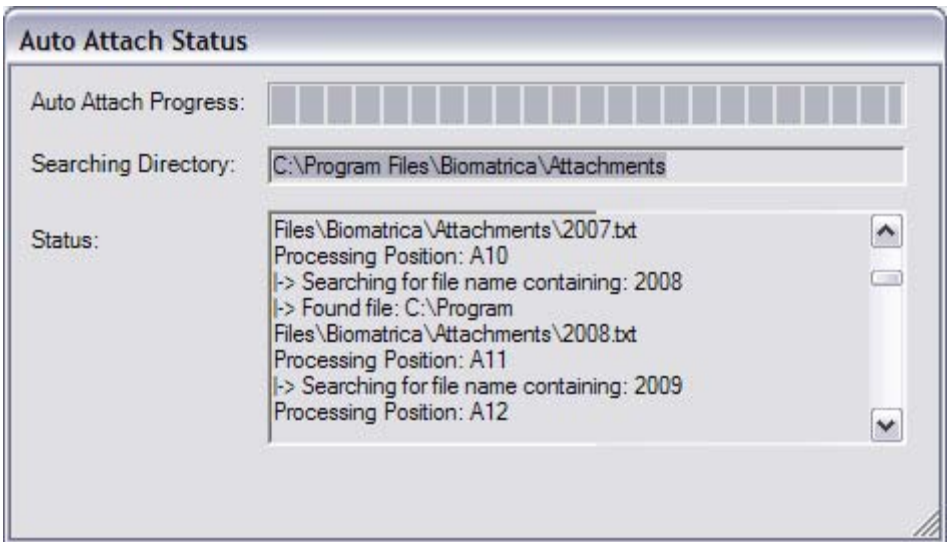 Auto Attach Status
Auto Attach Progress:
Searching Directory:
C:\Program Files\Biomatrica\Attachments
Status:
Files\Biomatrica\Attachments\2007.txt
Processing Position: A10
|-> Searching for file name containing: 2008
|-> Found file: C:\Program
Files\Biomatrica\Attachments\2008.txt
Processing Position: A11
|-> Searching for file name containing: 2009
Processing Position: A12